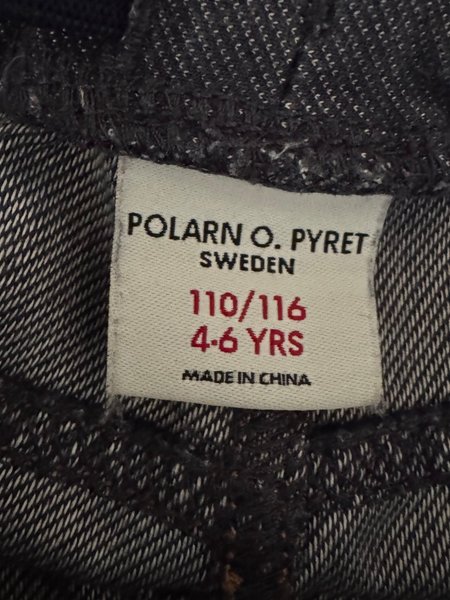 POLARN O. PYRET
SWEDEN
110/116
4-6 YRS
MADE IN CHINA